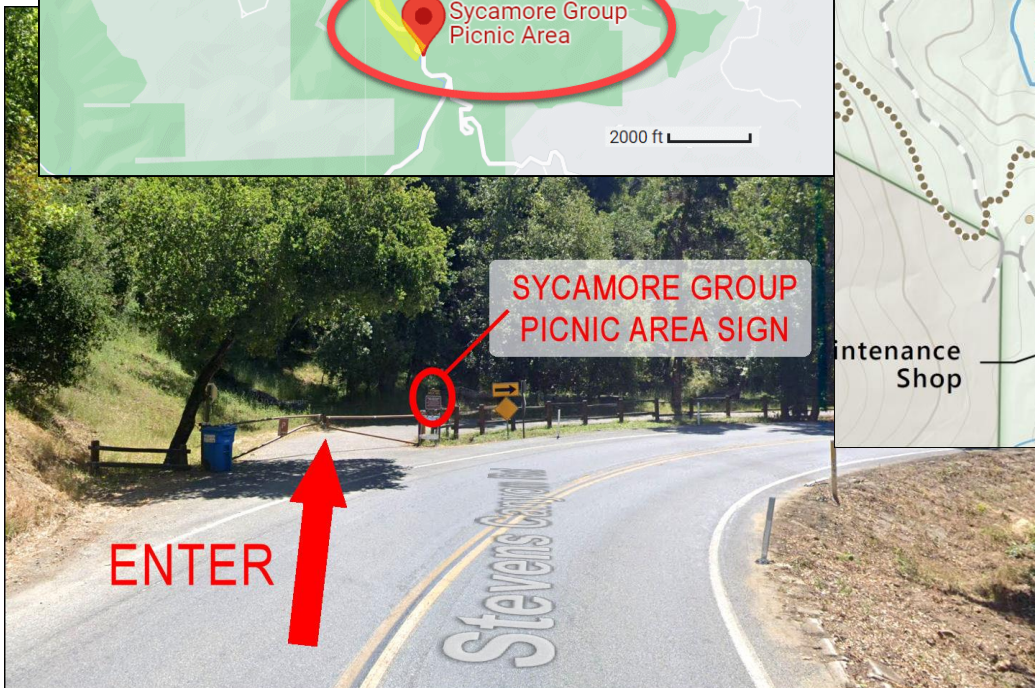 Sycamore Group
Picnic Area
2000 ft
SYCAMORE GROUP
PICNIC AREA SIGN
intenance
Shop
ENTER
Stevens Canyon Rd